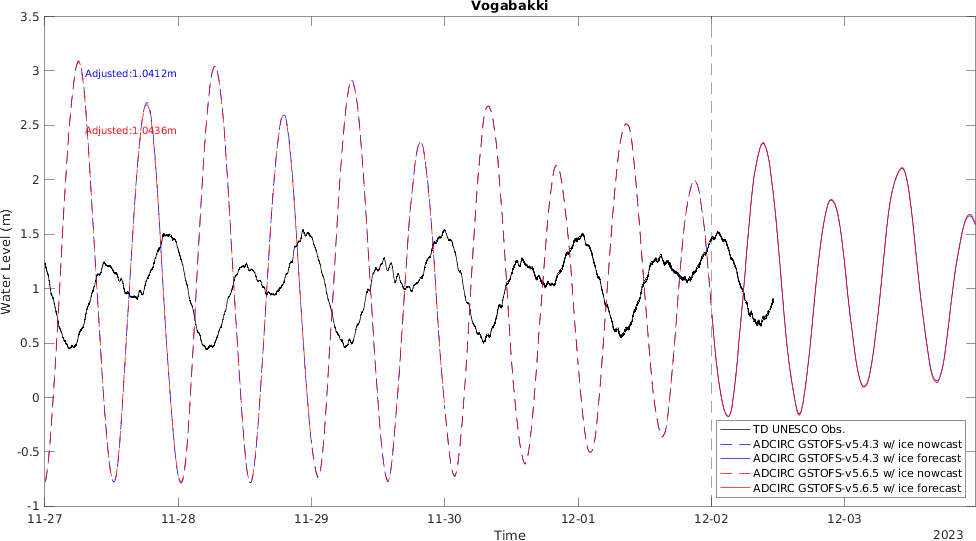 Vogabakki
3.5
3
2.5
2
1.5
1
0.5
0
-0.5
-1
Water Level (m)
Adjusted:1.0412m
Adjusted:1.0436m
TD UNESCO Obs.
ADCIRC GSTOFS-v5.4.3 w/ ice nowcast
ADCIRC GSTOFS-v5.4.3 w/ ice forecast
ADCIRC GSTOFS-v5.6.5 w/ ice nowcast
ADCIRC GSTOFS-v5.6.5 w/ ice forecast
11-27 11-28 11-29 11-30 12-01 12-02 12-03
Time
2023